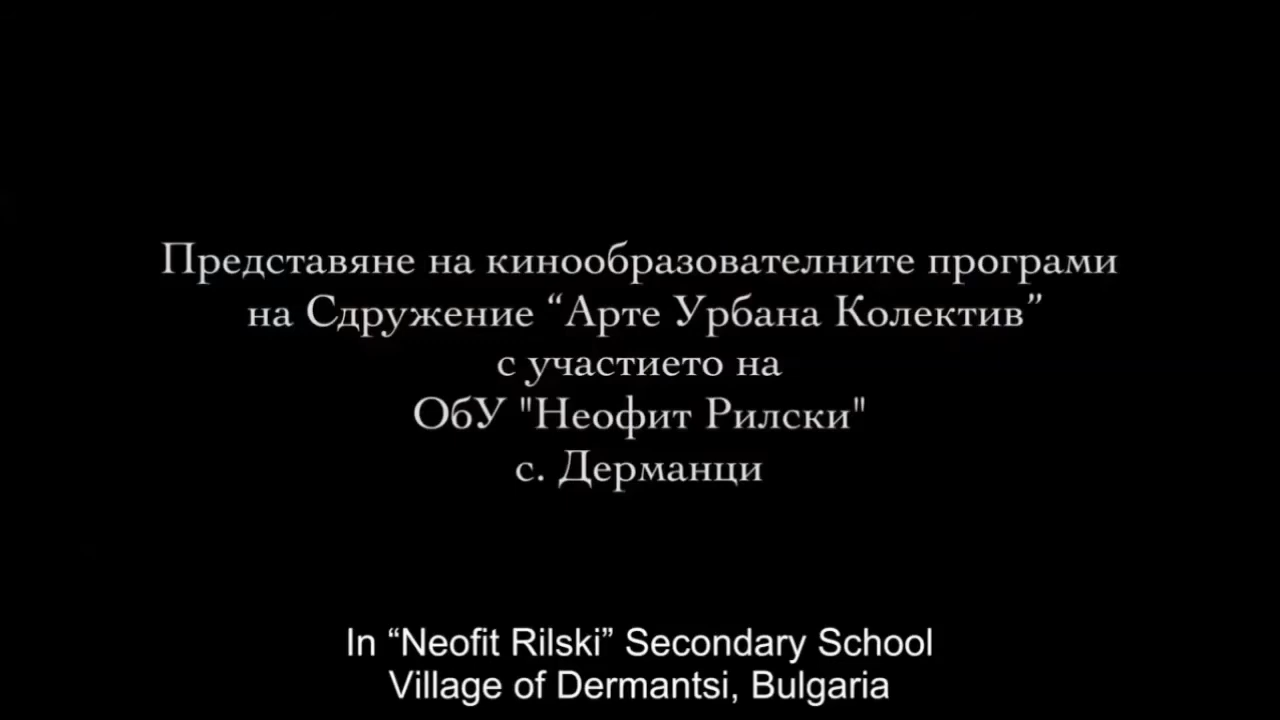 Представяне на кинообразователните програми
на Сдружение “Арте Урбана Колектив”
с участието на
ОбУ "Неофит Рилски"
с. Дерманци
In “Neofit Rilski” Secondary School
Village of Dermantsi, Bulgaria